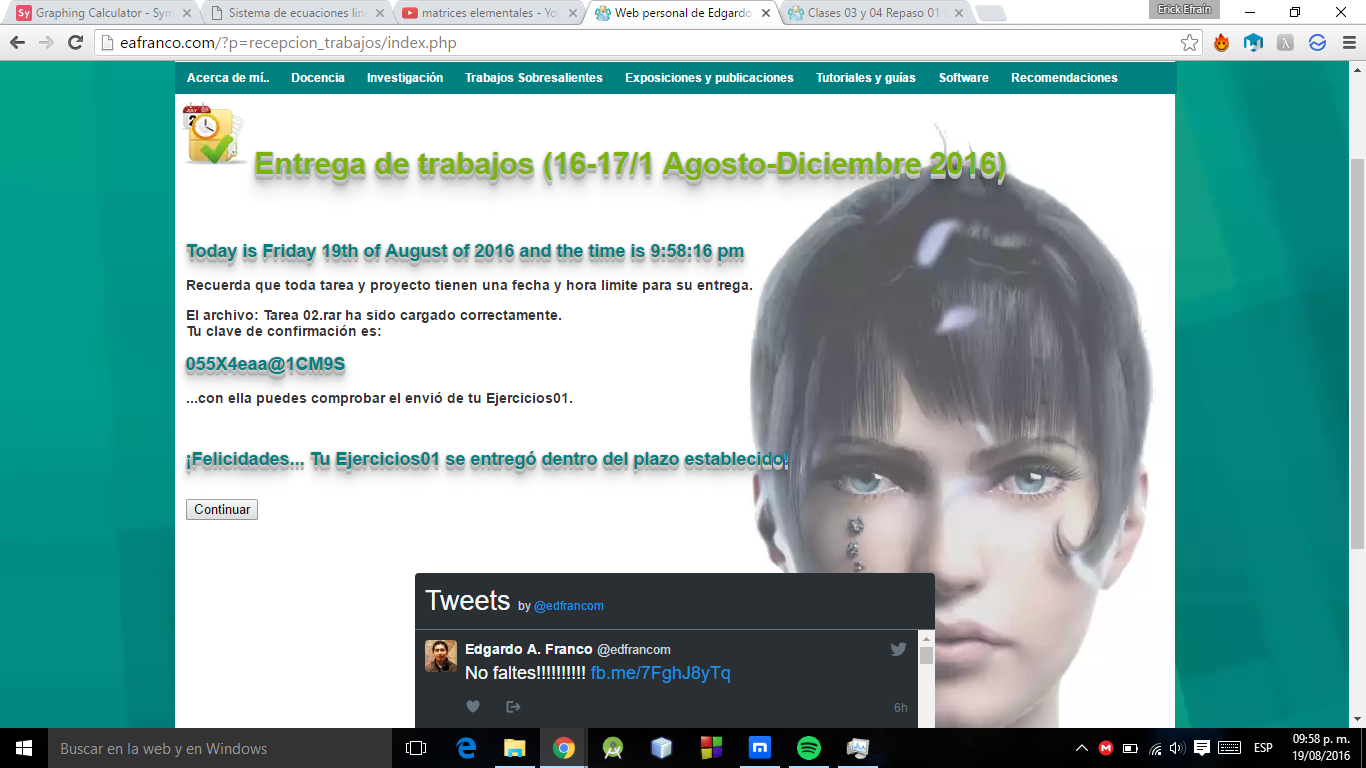 Graphing Calculator - Sym
Sistema de ecuaciones line
matrices elementales - You
Web personal de Edgardo
Clases 03 y 04 Repaso 01
Erick Efraín
eafranco.com/?p=recepcion_trabajos/index.php
Acerca de mí.. Docencia Investigación Trabajos Sobresalientes Exposiciones y publicaciones Tutoriales y guías Software Recomendaciones
Entrega de trabajos (16-17/1 Agosto-Diciembre 2016)
Today is Friday 19th of August of 2016 and the time is 9:58:16 pm
Recuerda que toda tarea y proyecto tienen una fecha y hora limite para su entrega.
El archivo: Tarea 02.rar ha sido cargado correctamente.
Tu clave de confirmación es:
055X4eaa@1CM9S
...con ella puedes comprobar el envió de tu Ejercicios01.
¡Felicidades... Tu Ejercicios01 se entregó dentro del plazo establecido!
Continuar
Tweets by @edfrancom
Edgardo A. Franco @edfrancom
No faltes!!!!!!!!!! fb.me/7FghJ8yTq
6h
Buscar en la web y en Windows
ESP
09:58 p. m.
19/08/2016